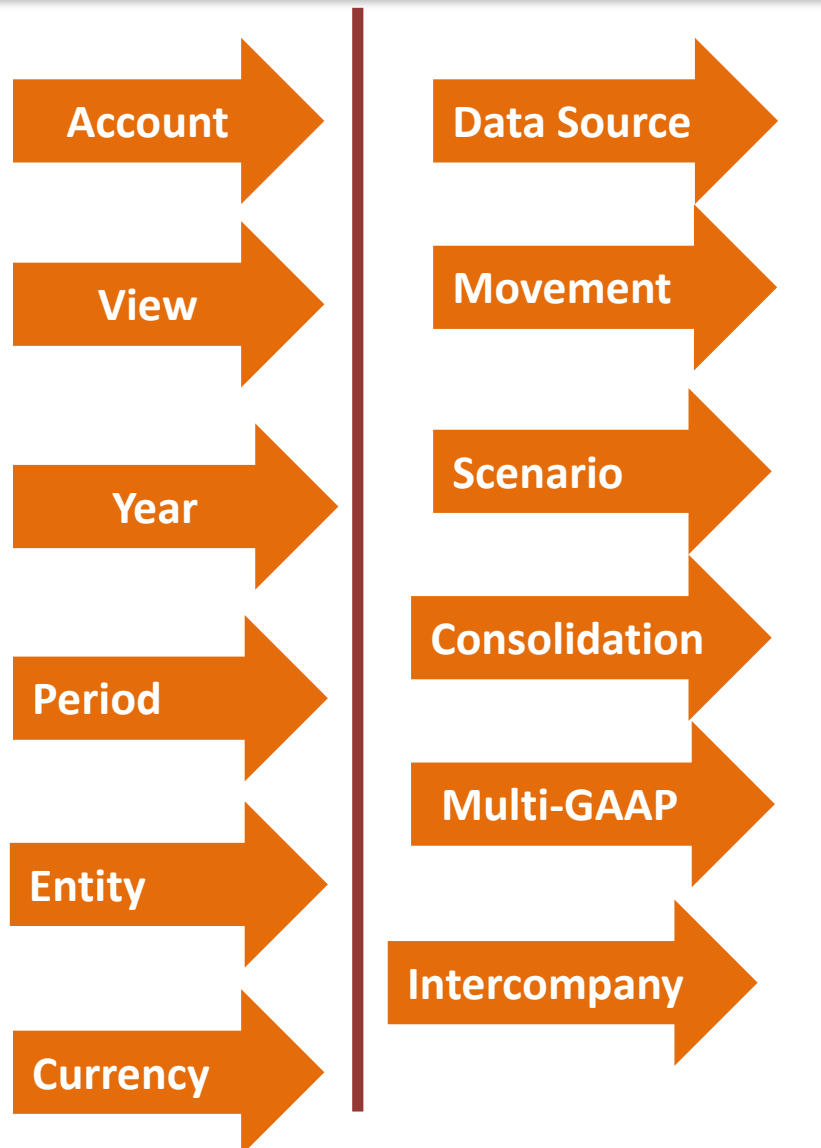 Account
View
Year
Period
Entity
Currency
Data Source
Movement
Scenario
Consolidation
Multi-GAAP
Intercompany